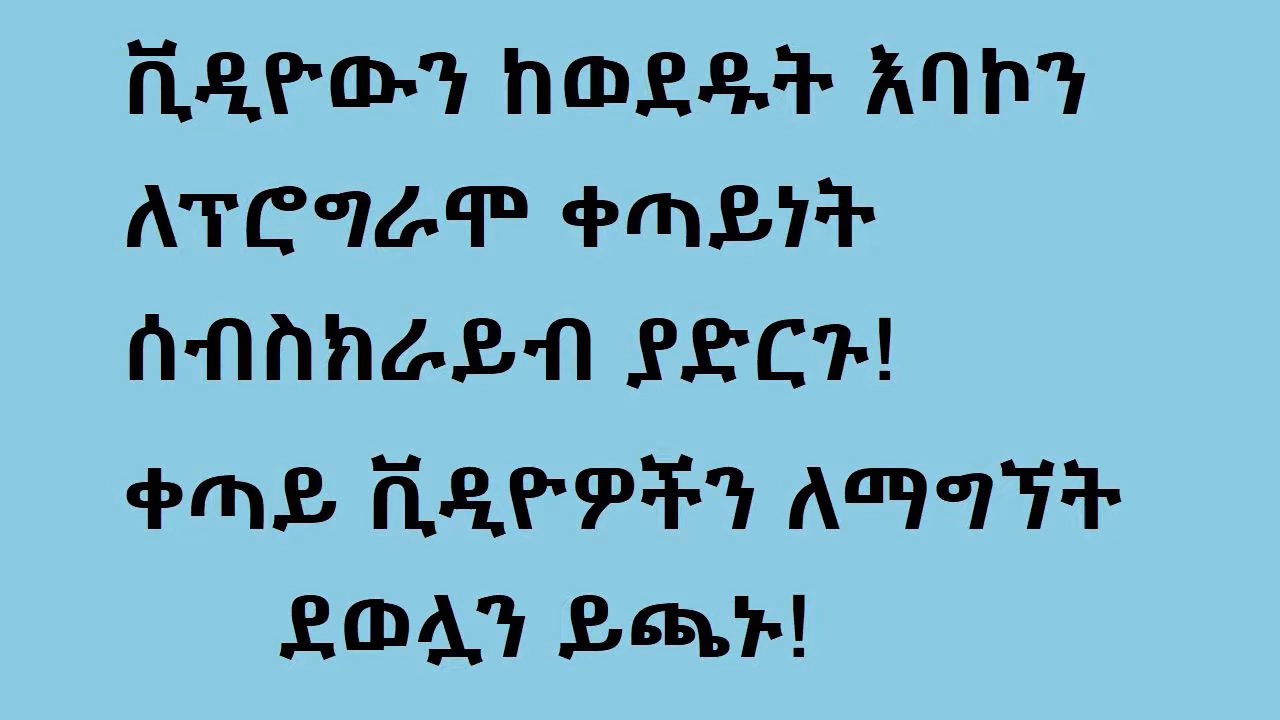 ቪዲዮውን ከወደዱት እባኮን
ለፕሮግራሞ ቀጣይነት
ሰብስክራይብ ያድርጉ!
ቀጣይ ቪዲዮዎችን ለማግኘት
ደወሏን ይጫኑ!